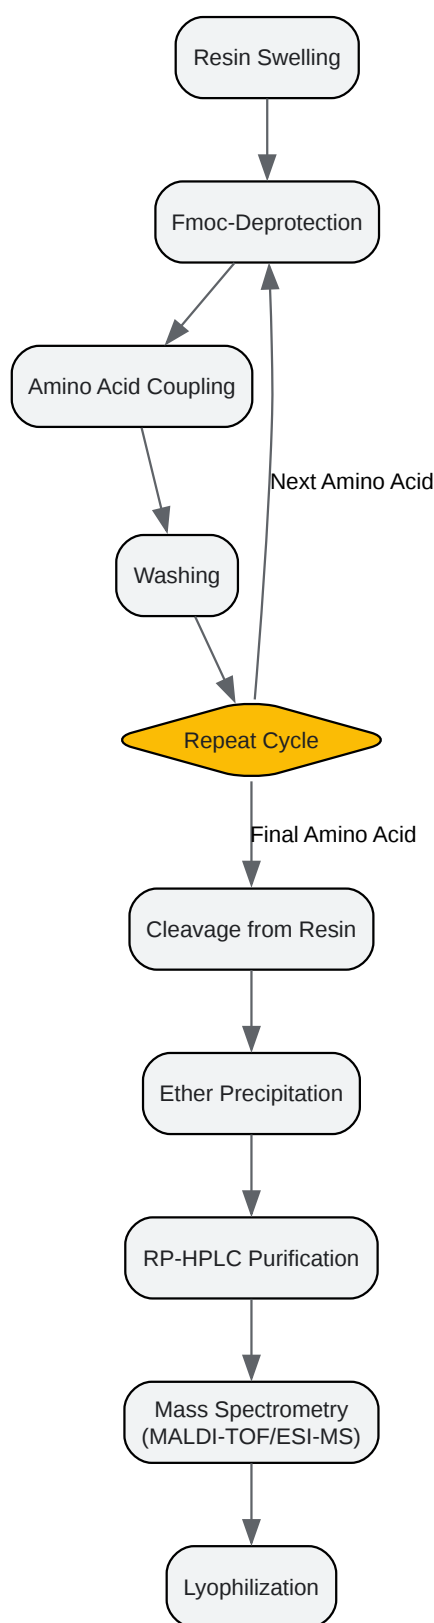 Resin Swelling
Fmoc-Deprotection
Amino Acid Coupling
Next Amino Acid
Washing
Repeat Cycle
Final Amino Acid
Cleavage from Resin
Ether Precipitation
RP-HPLC Purification
Mass Spectrometry
(MALDI-TOF/ESI-MS)
Lyophilization